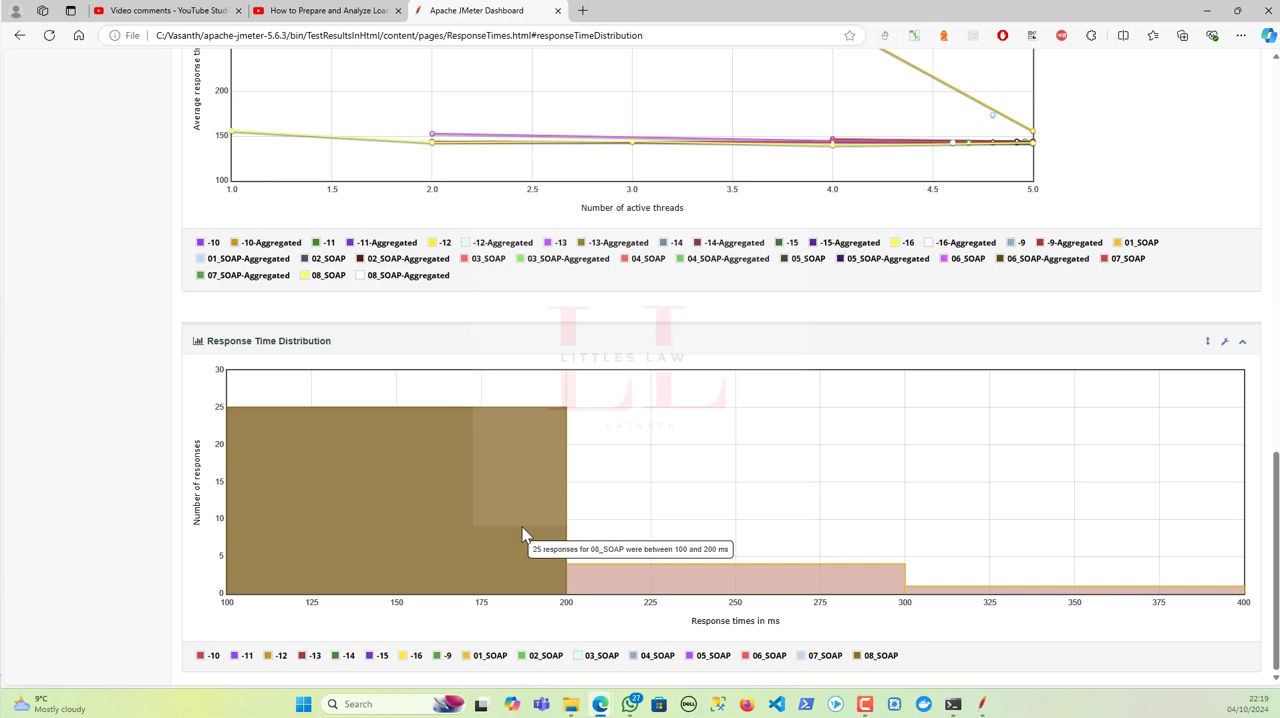 Video comments - YouTube Stud
How to Prepare and Analyze Loa
Apache JMeter Dashboard
File
C:/Vasanth/apache-jmeter-5.6.3/bin/TestResultsInHtml/content/pages/ResponseTimes.html#responseTimeDistribution
Average response ti
200
150
100
1.0 1.5 2.0 2.5 3.0 3.5 4.0 4.5 5.0
Number of active threads
-10 -10-Aggregated -11 -11-Aggregated -12 -12-Aggregated -13 -13-Aggregated -14 -14-Aggregated -15 -15-Aggregated -16 -16-Aggregated -9 -9-Aggregated 01_SOAP
01_SOAP-Aggregated 02_SOAP 02_SOAP-Aggregated 03_SOAP 03_SOAP-Aggregated 04_SOAP 04_SOAP-Aggregated 05_SOAP 05_SOAP-Aggregated 06_SOAP 06_SOAP-Aggregated 07_SOAP
07_SOAP-Aggregated 08_SOAP 08_SOAP-Aggregated
Response Time Distribution
LITTLES LAW
VASANTH
Number of responses
30
25
20
15
10
5
0
25 responses for 08_SOAP were between 100 and 200 ms
100 125 150 175 200 225 250 275 300 325 350 375 400
Response times in ms
-10 -11 -12 -13 -14 -15 -16 -9 01_SOAP 02_SOAP 03_SOAP 04_SOAP 05_SOAP 06_SOAP 07_SOAP 08_SOAP
9°C
Mostly cloudy
Search
27
22:19
04/10/2024